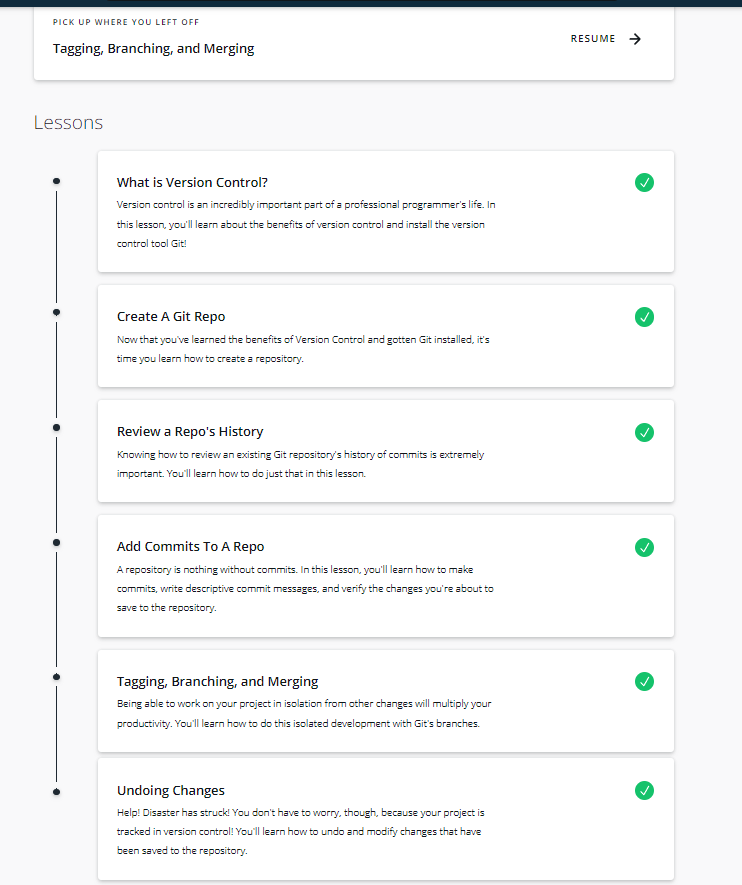 PICK UP WHERE YOU LEFT OFF
Tagging, Branching, and Merging
RESUME
Lessons
What is Version Control?
Version control is an incredibly important part of a professional programmer's life. In
this lesson, you'll learn about the benefits of version control and install the version
control tool Git!
Create A Git Repo
Now that you've learned the benefits of Version Control and gotten Git installed, it's
time you learn how to create a repository.
Review a Repo's History
Knowing how to review an existing Git repository's history of commits is extremely
important. You'll learn how to do just that in this lesson.
Add Commits To A Repo
A repository is nothing without commits. In this lesson, you'll learn how to make
commits, write descriptive commit messages, and verify the changes you're about to
save to the repository.
Tagging, Branching, and Merging
Being able to work on your project in isolation from other changes will multiply your
productivity. You'll learn how to do this isolated development with Git's branches.
Undoing Changes
Help! Disaster has struck! You don't have to worry, though, because your project is
tracked in version control! You'll learn how to undo and modify changes that have
been saved to the repository.